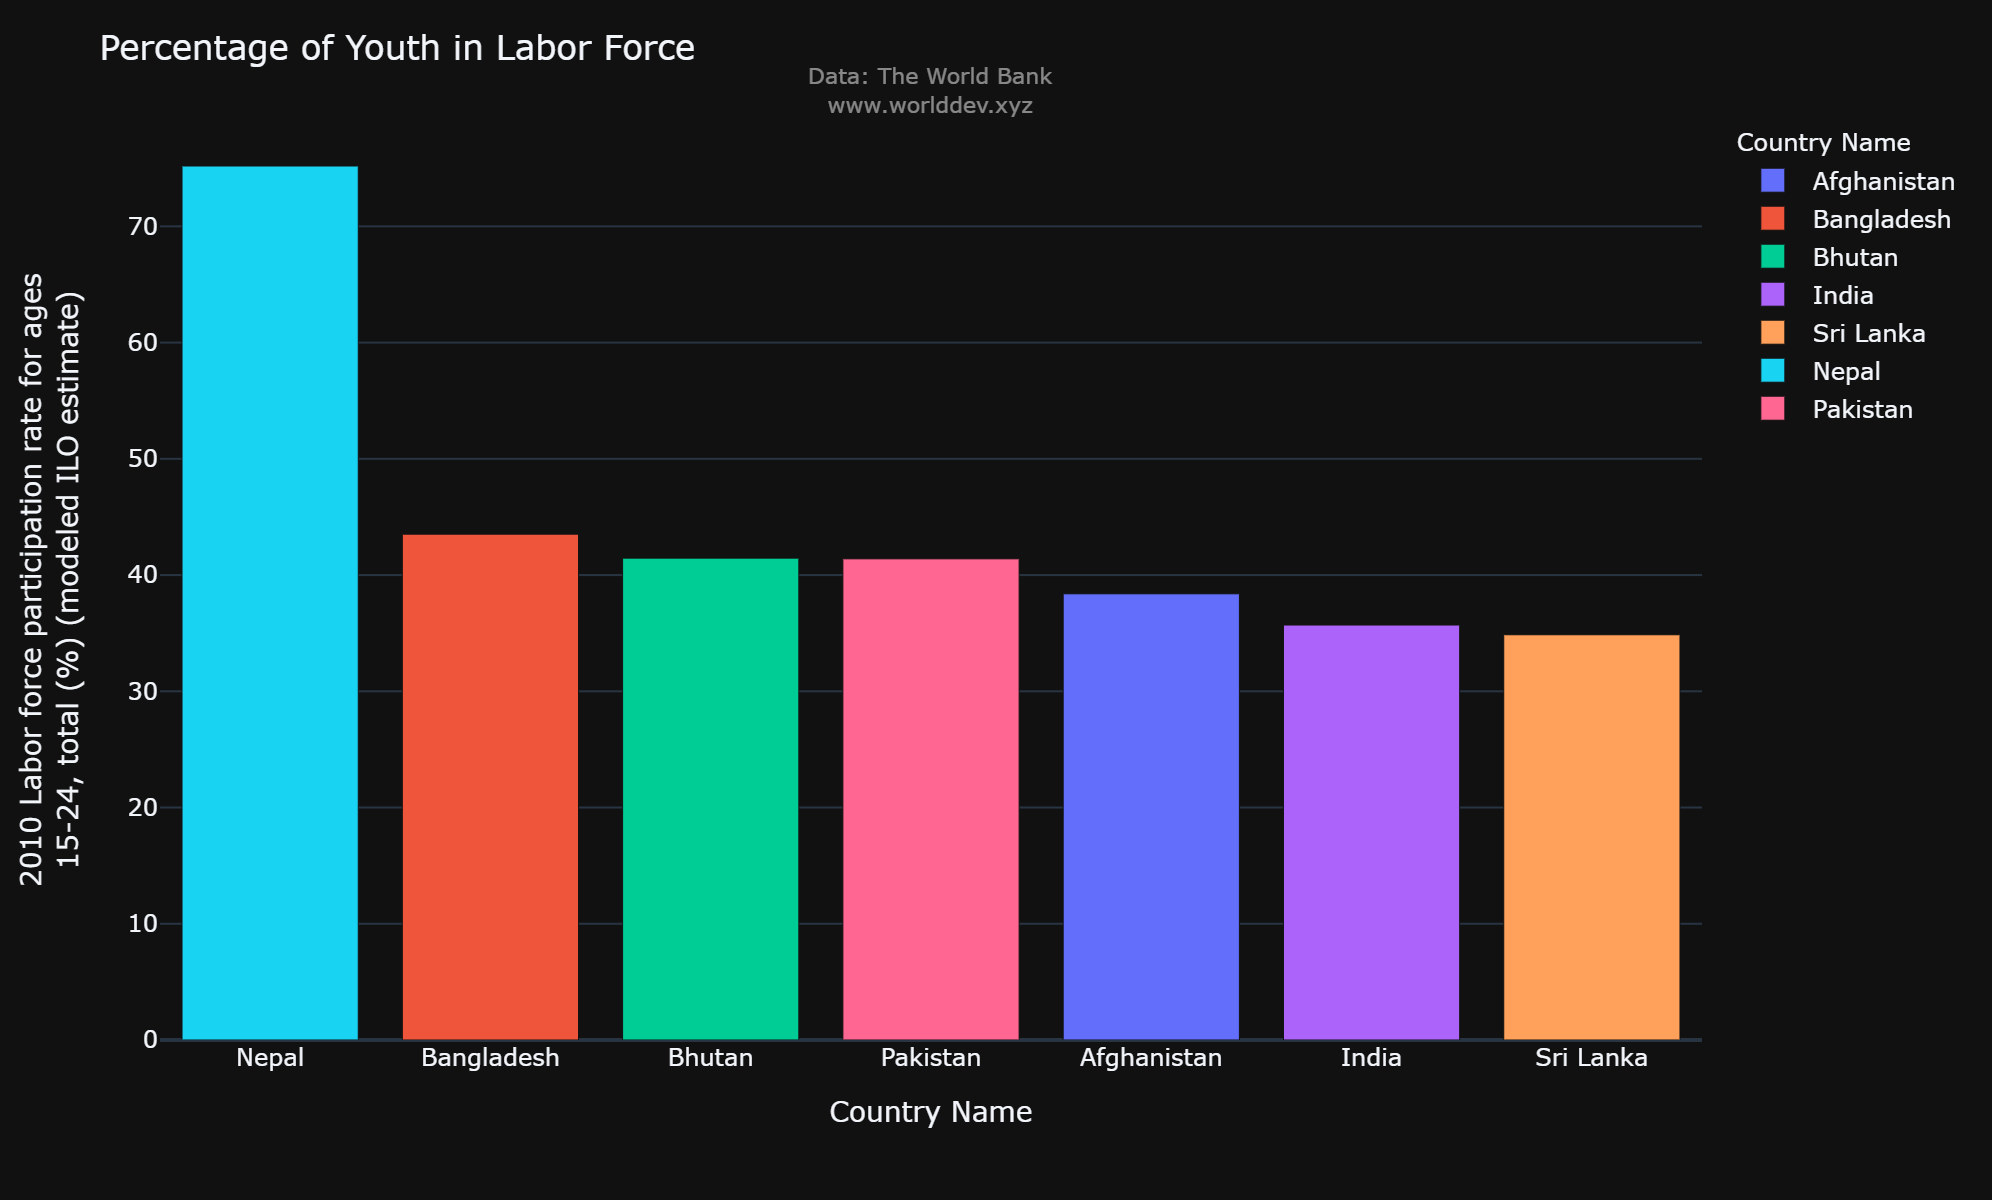 Percentage of Youth in Labor Force
Data: The World Bank
www.worlddev.xyz
2010 Labor force participation rate for ages
15-24, total (%) (modeled ILO estimate)
70
60
50
40
30
20
10
0
Nepal
Bangladesh
Bhutan
Pakistan
Afghanistan
India
Sri Lanka
Country Name
Country Name
Afghanistan
Bangladesh
Bhutan
India
Sri Lanka
Nepal
Pakistan